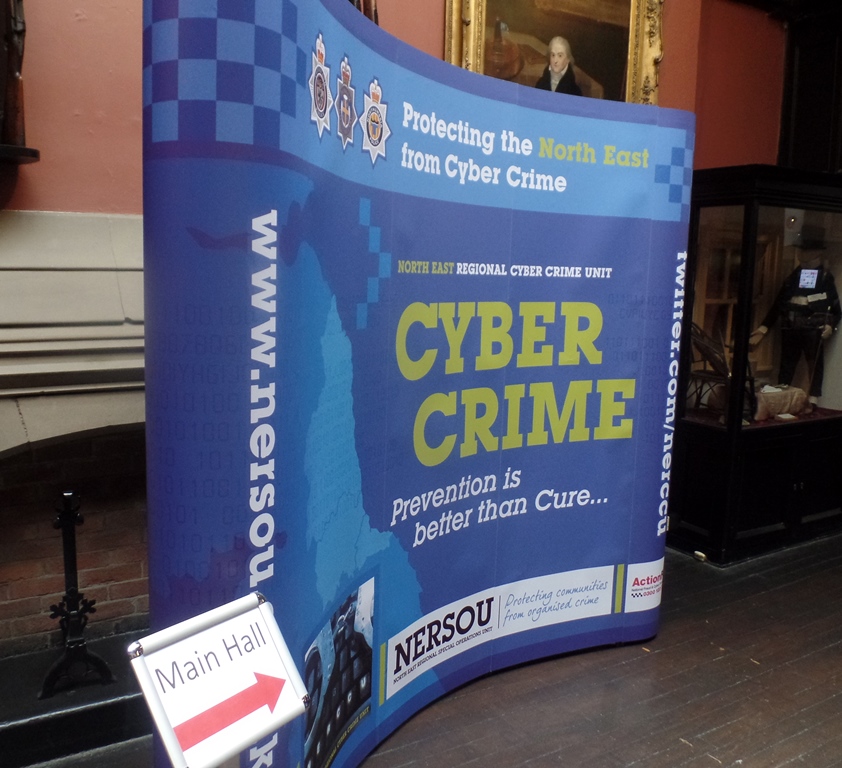 Protecting the North East
from Cyber Crime
www.nersou
k
NORTH EAST REGIONAL CYBER CRIME UNIT
CYBER
CRIME
Prevention is
better than Cure...
twitter.com/nerccu
NERSOU
NORTH EAST REGIONAL SPECIAL OPERATIONS UNIT
Protecting communities
from organised crime
Action
Main Hall